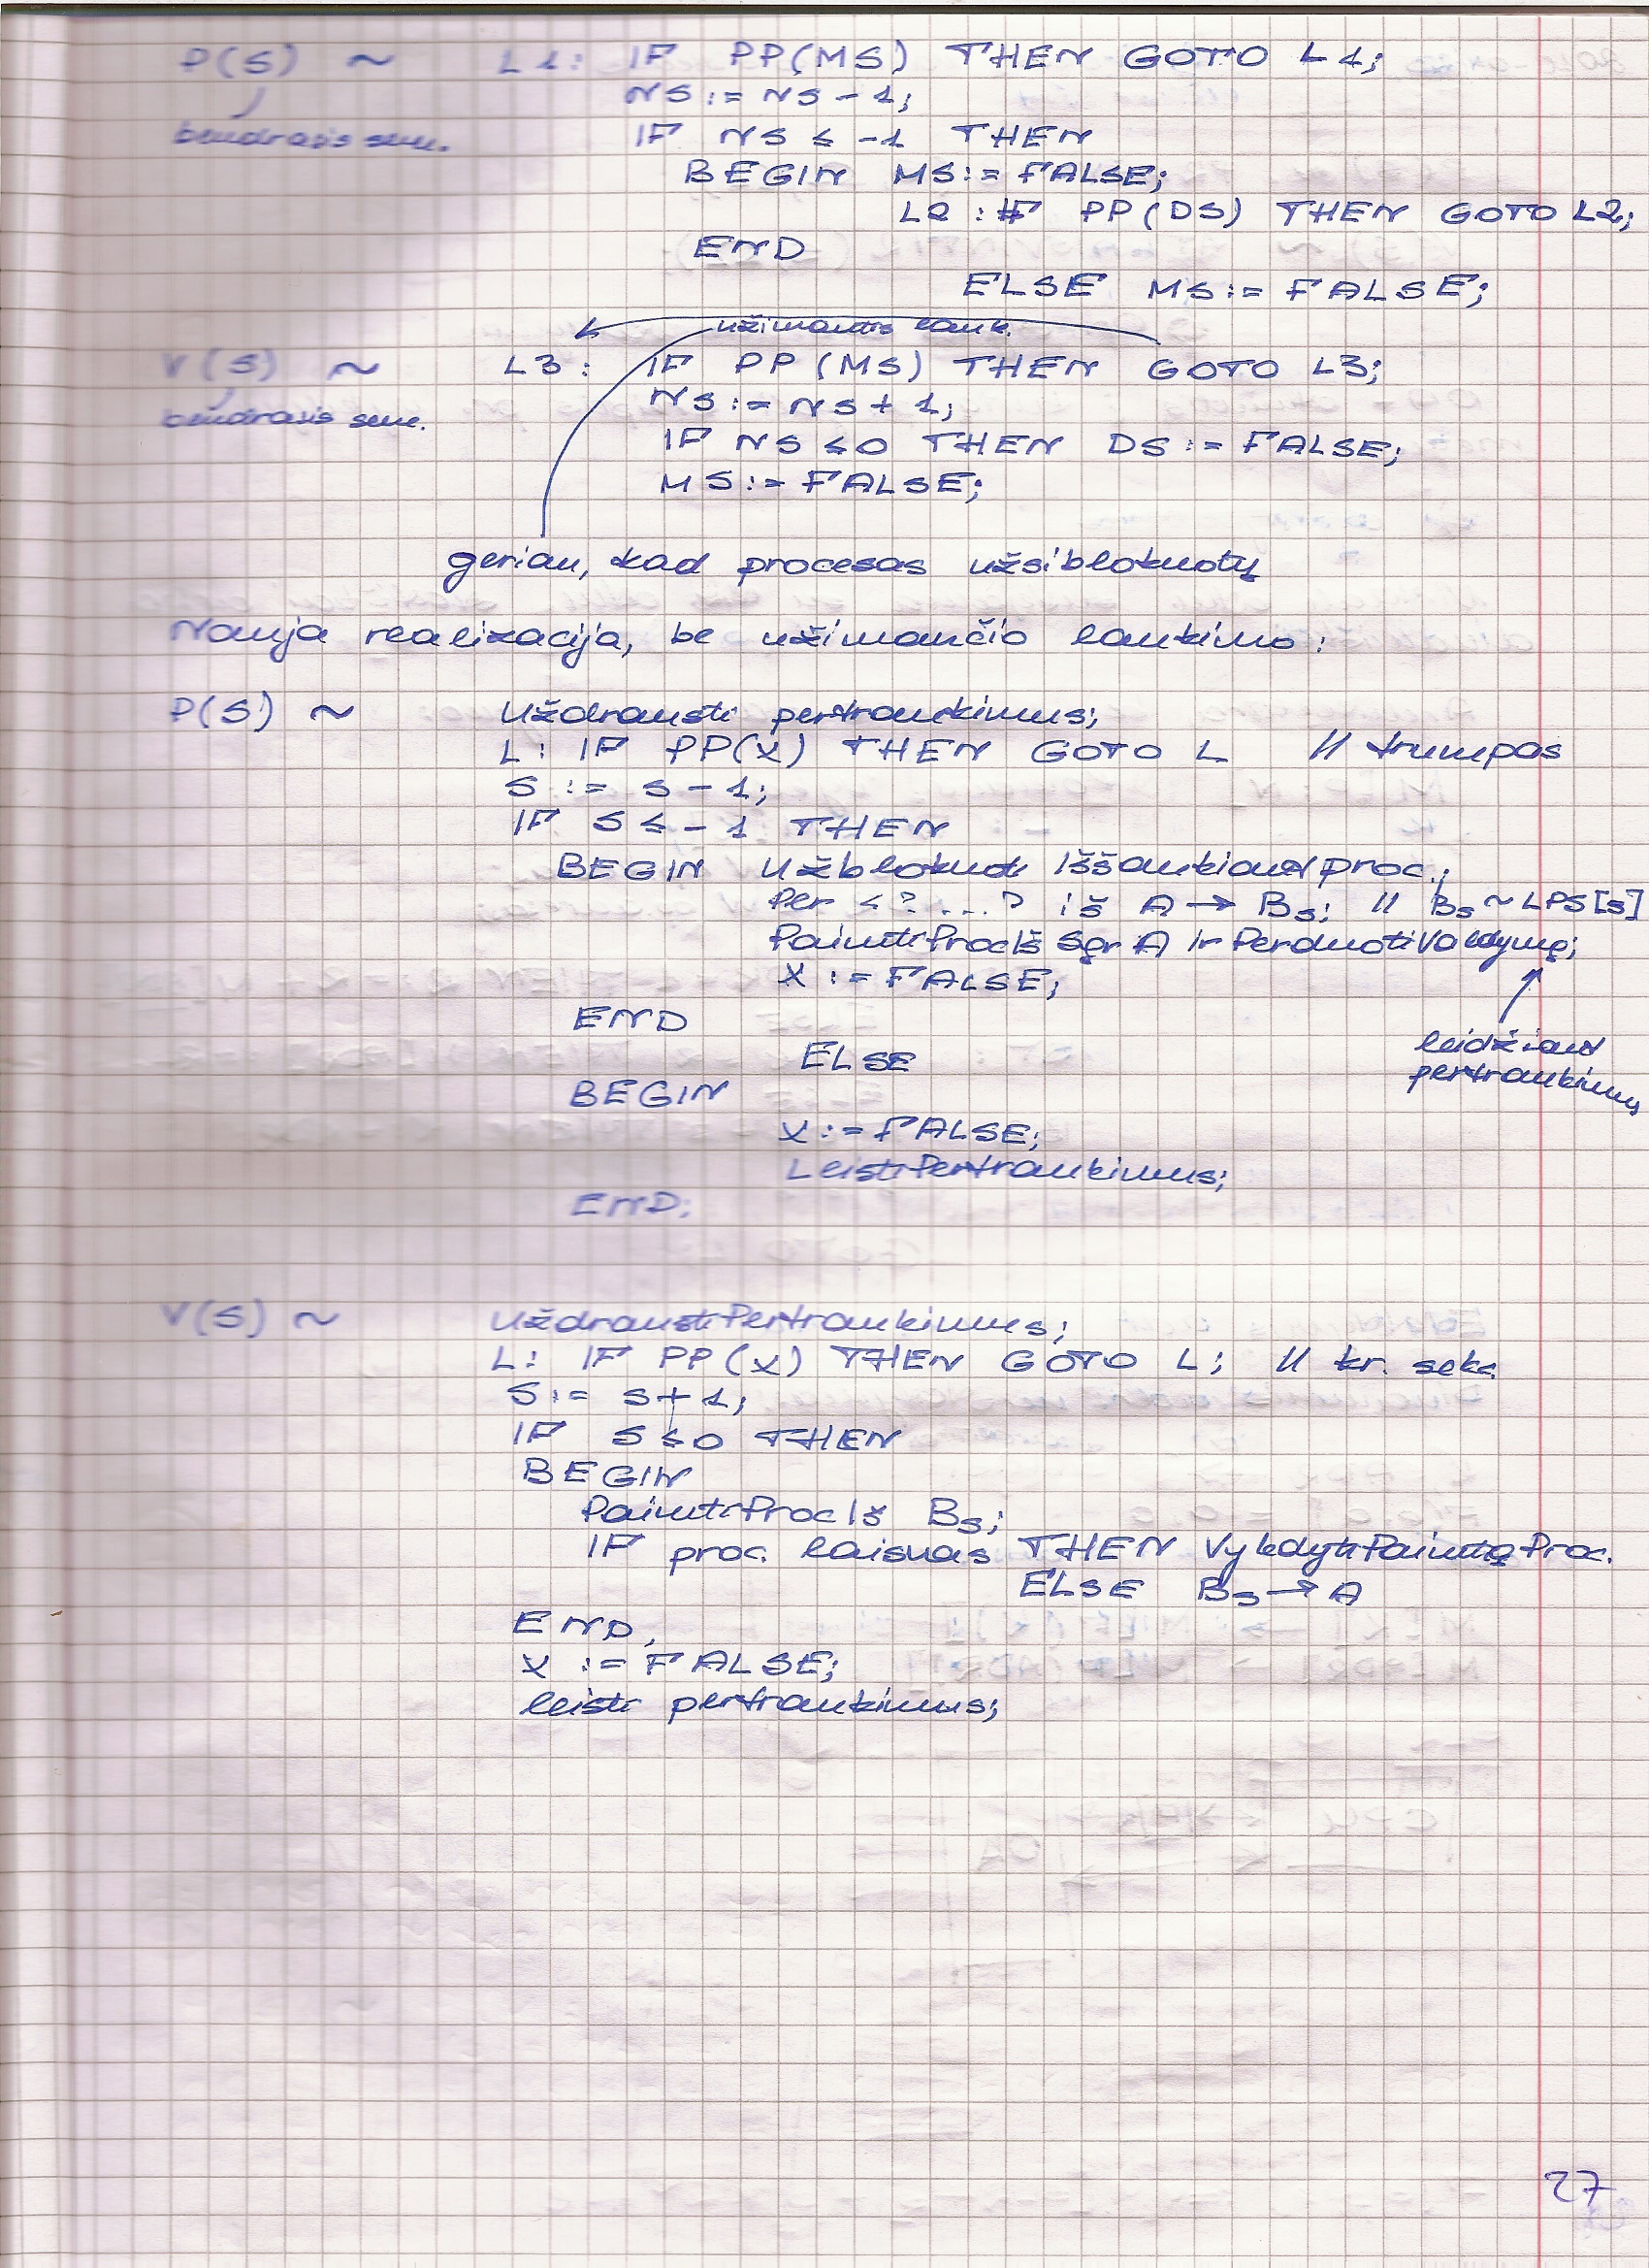 P(S) ~ L1: IF PP(MS) THEN GOTO L1;
NS := NS - 1;
bendrasis sem. IF NS ≤ -1 THEN
BEGIN MS := FALSE;
L2 : IF PP(DS) THEN GOTO L2;
END
ELSE MS := FALSE;
užimantis lauk.
V(S) ~ L3: IF PP(MS) THEN GOTO L3;
NS := NS + 1;
bendrasis sem.
IF NS ≤ 0 THEN DS := FALSE;
MS := FALSE;
geriau, kad procesas užsiblokuotų
Nauja realizacija, be užimančio laukimo:
P(S) ~ Uždrausti pertraukimus;
L: IF PP(X) THEN GOTO L // trumpas
S := S - 1;
IF S ≤ -1 THEN
BEGIN Užblokuoti Iššaukiantį proc.;
Per <?...? iš A → Bs; // Bs ~ LPS[s]
PaimtiProcIš Sąr A ir PerduotiValdymą;
X := FALSE;
END
leidžiant
ELSE
pertraukimus
BEGIN
X := FALSE;
LeistiPertraukimus;
END;
V(S) ~ UždraustiPertraukimus;
L: IF PP(X) THEN GOTO L; // kr. sekc.
S := S + 1;
IF S ≤ 0 THEN
BEGIN
PaimtiProcIš Bs;
IF proc. laisvas THEN VykdytiPaimtąProc.
ELSE Bs → A
END;
X := FALSE;
leisti pertraukimus;
27